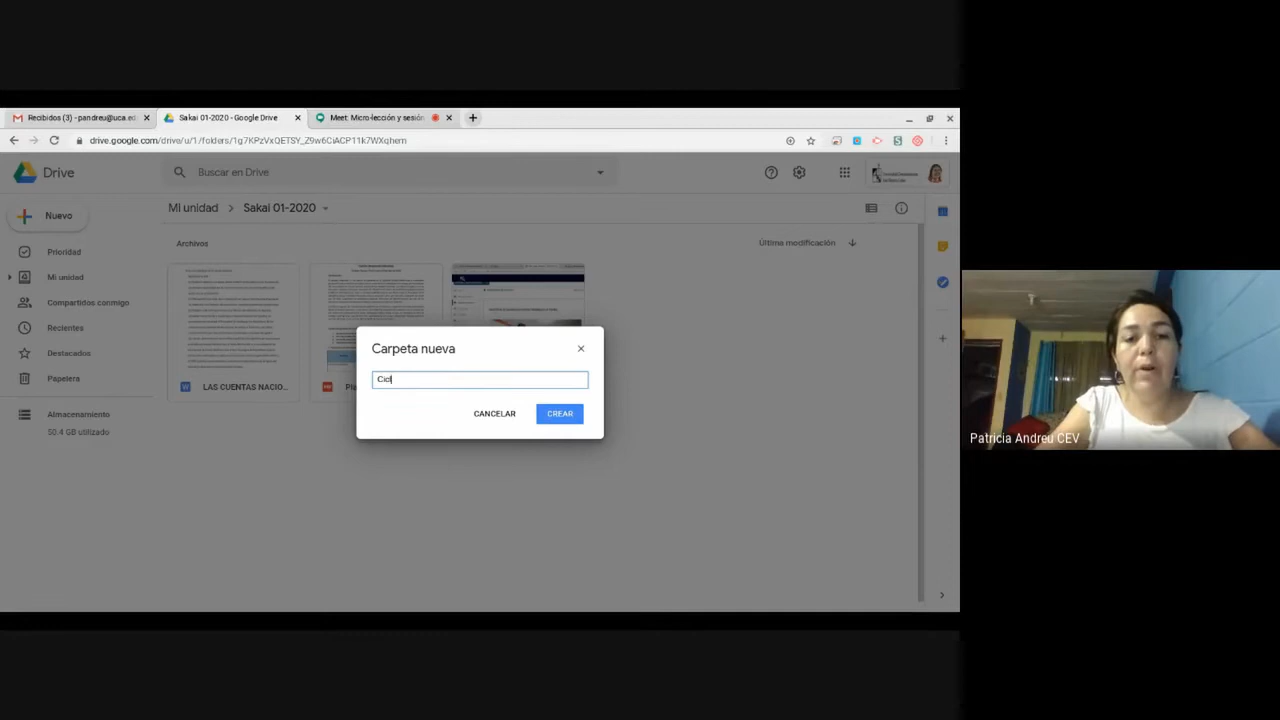 Recibidos (3) - pandreu@uca.ed
Sakai 01-2020 - Google Drive
Meet: Micro-lección y sesión
drive.google.com/drive/u/1/folders/1g7KPzVxQETSY_Z9w6CiACP11k7WXqhem
Drive
Buscar en Drive
Nuevo
Mi unidad > Sakai 01-2020
Prioridad
Mi unidad
Compartidos conmigo
Recientes
Destacados
Papelera
Almacenamiento
50.4 GB utilizado
Archivos
Última modificación
LAS CUENTAS NACIO...
Carpeta nueva
Cicl
CANCELAR
CREAR
Patricia Andreu CEV